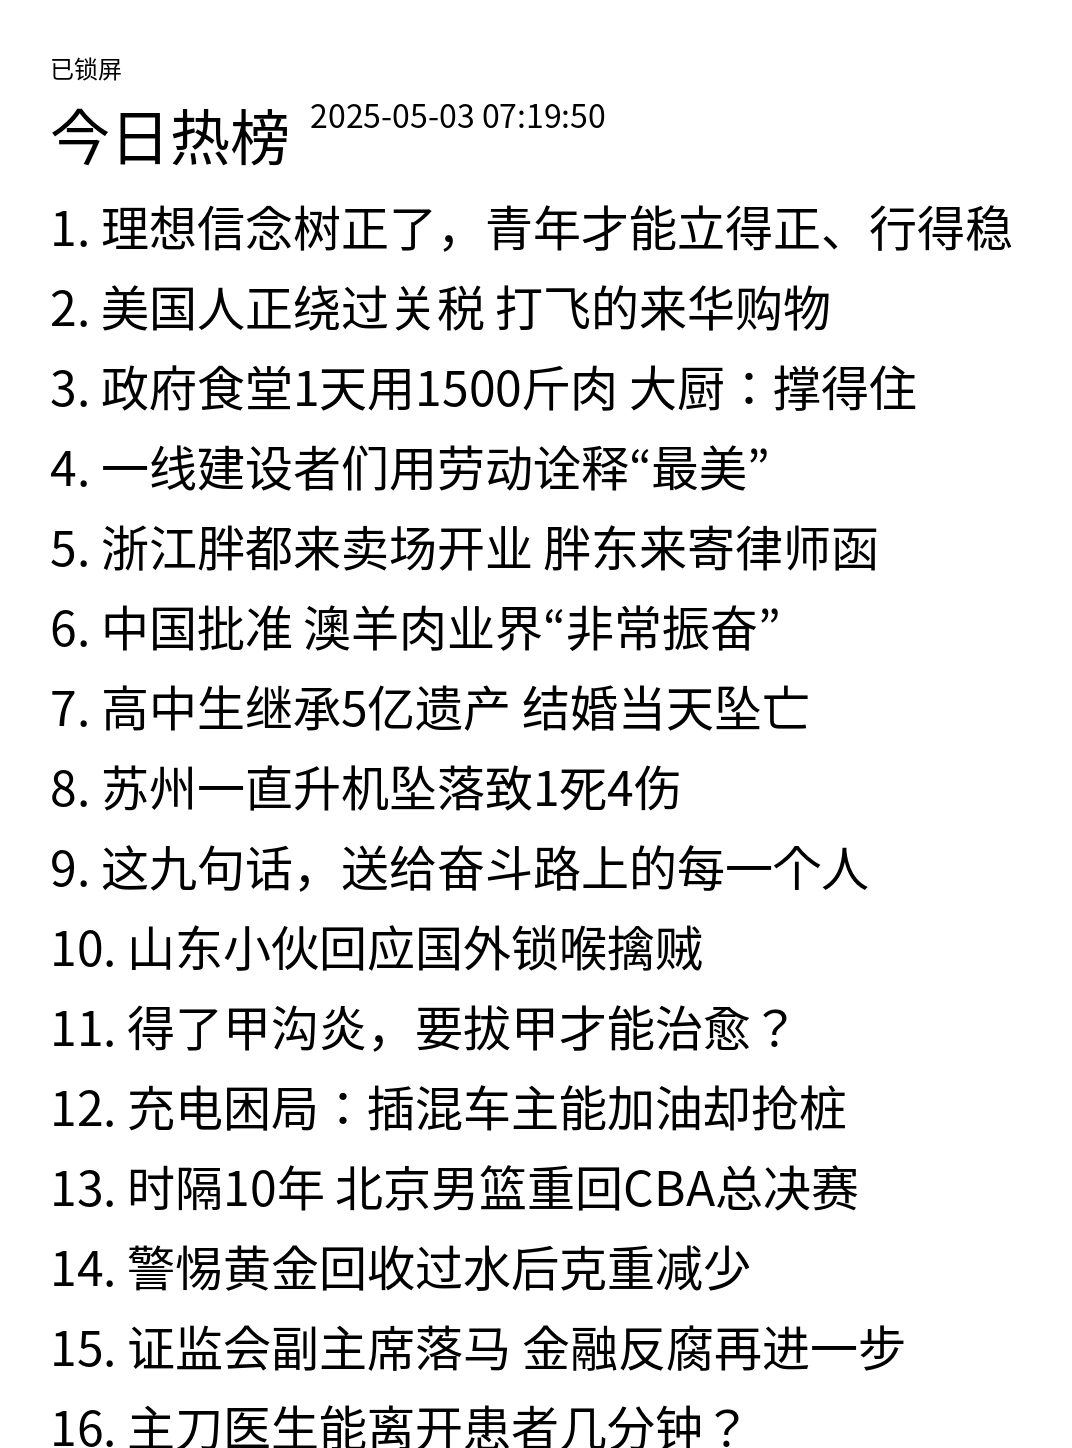 已锁屏
今日热榜 2025-05-03 07:19:50
1. 理想信念树正了，青年才能立得正、行得稳
2. 美国人正绕过关税 打飞的来华购物
3. 政府食堂1天用1500斤肉 大厨：撑得住
4. 一线建设者们用劳动诠释“最美”
5. 浙江胖都来卖场开业 胖东来寄律师函
6. 中国批准 澳羊肉业界“非常振奋”
7. 高中生继承5亿遗产 结婚当天坠亡
8. 苏州一直升机坠落致1死4伤
9. 这九句话，送给奋斗路上的每一个人
10. 山东小伙回应国外锁喉擒贼
11. 得了甲沟炎，要拔甲才能治愈？
12. 充电困局：插混车主能加油却抢桩
13. 时隔10年 北京男篮重回CBA总决赛
14. 警惕黄金回收过水后克重减少
15. 证监会副主席落马 金融反腐再进一步
16. 主刀医生能离开患者几分钟？